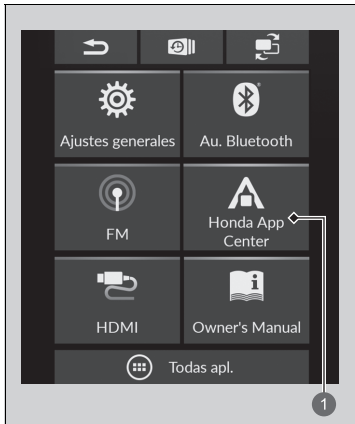 Ajustes generales
Au. Bluetooth
FM
Honda App
Center
HDMI
Owner's Manual
Todas apl.
1